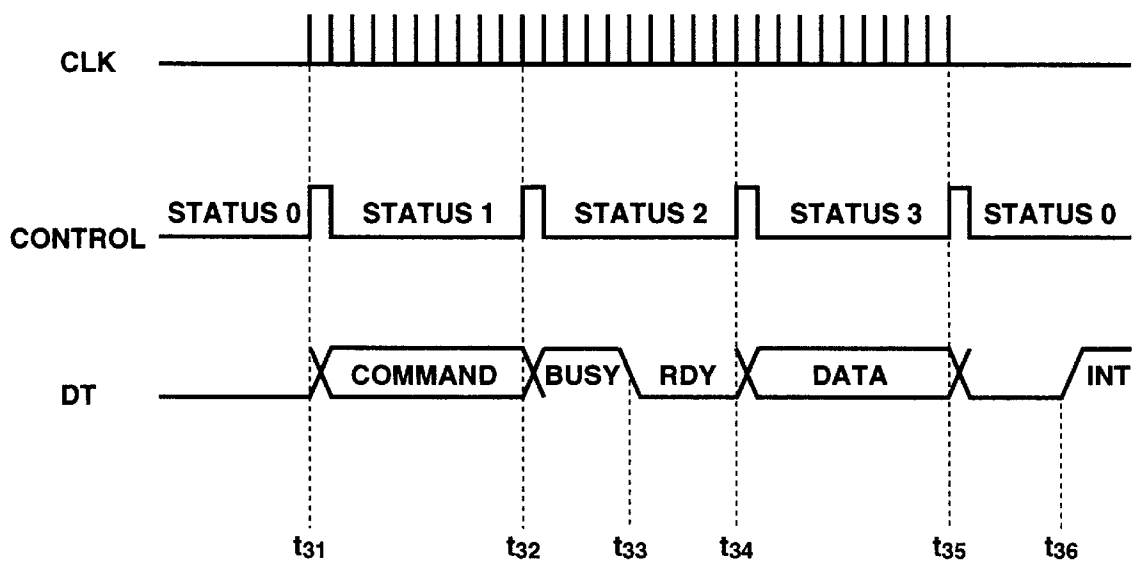 CLK
STATUS 0 STATUS 1 STATUS 2 STATUS 3 STATUS 0
CONTROL
COMMAND BUSY RDY DATA INT
DT
t31 t32 t33 t34 t35 t36